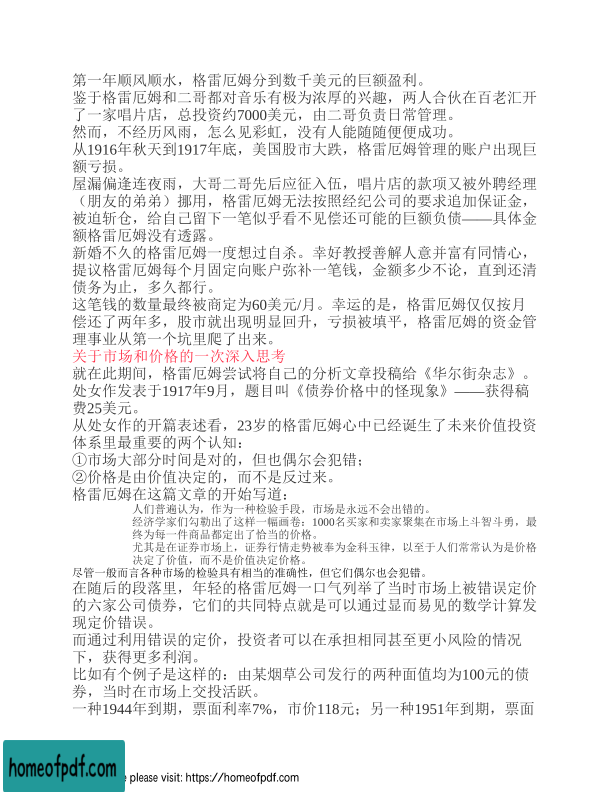 第一年顺风顺水，格雷厄姆分到数千美元的巨额盈利。
鉴于格雷厄姆和二哥都对音乐有极为浓厚的兴趣，两人合伙在百老汇开
了一家唱片店，总投资约7000美元，由二哥负责日常管理。
然而，不经历风雨，怎么见彩虹，没有人能随随便便成功。
从1916年秋天到1917年底，美国股市大跌，格雷厄姆管理的账户出现巨
额亏损。
屋漏偏逢连夜雨，大哥二哥先后应征入伍，唱片店的款项又被外聘经理
（朋友的弟弟）挪用，格雷厄姆无法按照经纪公司的要求追加保证金，
被迫斩仓，给自己留下一笔似乎看不见偿还可能的巨额负债——具体金
额格雷厄姆没有透露。
新婚不久的格雷厄姆一度想过自杀。幸好教授善解人意并富有同情心，
提议格雷厄姆每个月固定向账户弥补一笔钱，金额多少不论，直到还清
债务为止，多久都行。
这笔钱的数量最终被商定为60美元/月。幸运的是，格雷厄姆仅仅按月
偿还了两年多，股市就出现明显回升，亏损被填平，格雷厄姆的资金管
理事业从第一个坑里爬了出来。
关于市场和价格的一次深入思考
就在此期间，格雷厄姆尝试将自己的分析文章投稿给《华尔街杂志》。
处女作发表于1917年9月，题目叫《债券价格中的怪现象》——获得稿
费25美元。
从处女作的开篇表述看，23岁的格雷厄姆心中已经诞生了未来价值投资
体系里最重要的两个认知：
①市场大部分时间是对的，但也偶尔会犯错；
②价格是由价值决定的，而不是反过来。
格雷厄姆在这篇文章的开始写道：
人们普遍认为，作为一种检验手段，市场是永远不会出错的。
经济学家们勾勒出了这样一幅画卷：1000名买家和卖家聚集在市场上斗智斗勇，最
终为每一件商品都定出了恰当的价格。
尤其是在证券市场上，证券行情走势被奉为金科玉律，以至于人们常常认为是价格
决定了价值，而不是价值决定价格。
尽管一般而言各种市场的检验具有相当的准确性，但它们偶尔也会犯错。
在随后的段落里，年轻的格雷厄姆一口气列举了当时市场上被错误定价
的六家公司债券，它们的共同特点就是可以通过显而易见的数学计算发
现定价错误。
而通过利用错误的定价，投资者可以在承担相同甚至更小风险的情况
下，获得更多利润。
比如有个例子是这样的：由某烟草公司发行的两种面值均为100元的债
券，当时在市场上交投活跃。
一种1944年到期，票面利率7%，市价118元；另一种1951年到期，票面
homeofpdf.com
e please visit: https://homeofpdf.com